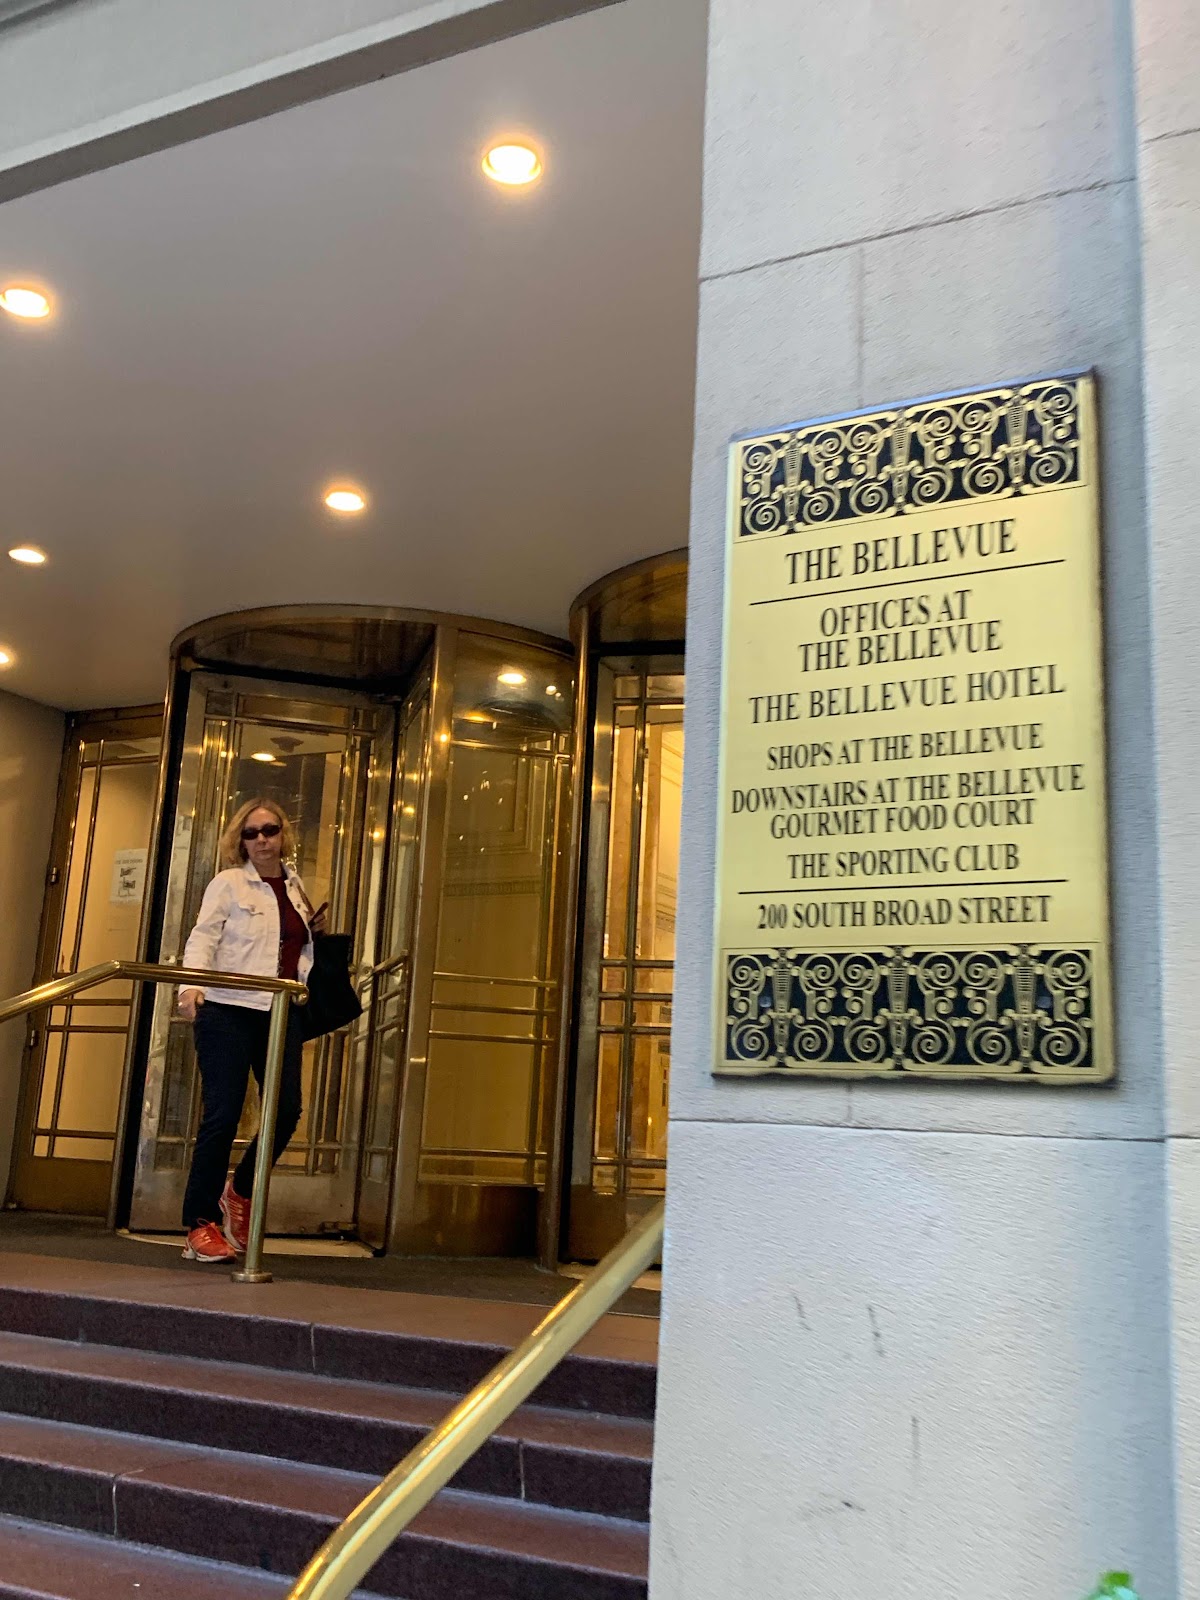 THE BELLEVUE
OFFICES AT
THE BELLEVUE
THE BELLEVUE HOTEL
SHOPS AT THE BELLEVUE
DOWNSTAIRS AT THE BELLEVUE
GOURMET FOOD COURT
THE SPORTING CLUB
200 SOUTH BROAD STREET